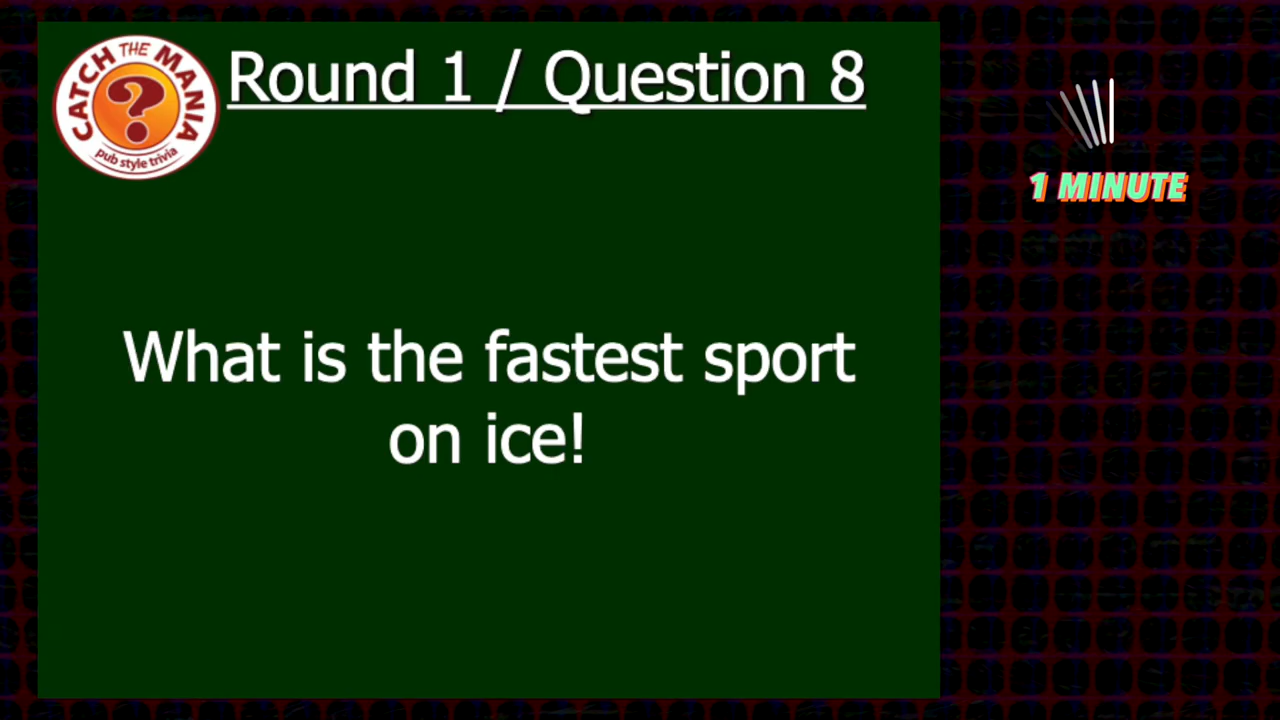 CATCH THE MANIA
?
pub style trivia
Round 1 / Question 8
1 MINUTE
What is the fastest sport
on ice!